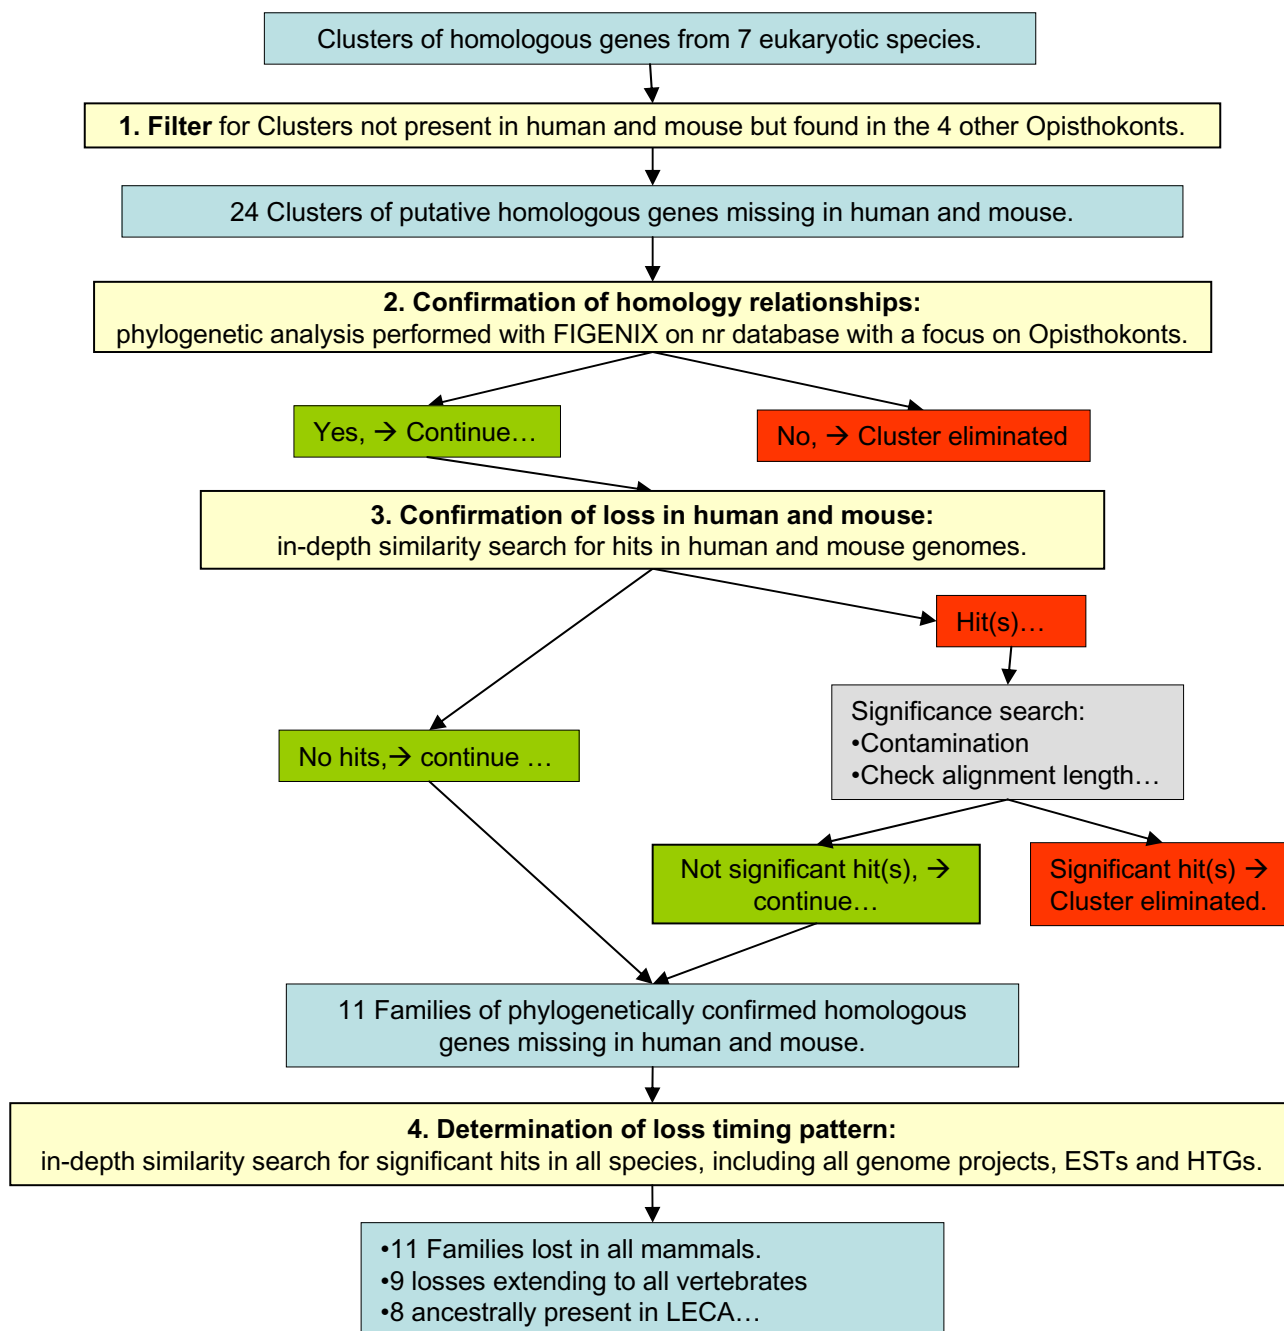 Clusters of homologous genes from 7 eukaryotic species.
1. Filter for Clusters not present in human and mouse but found in the 4 other Opisthokonts.
24 Clusters of putative homologous genes missing in human and mouse.
2. Confirmation of homology relationships:
phylogenetic analysis performed with FIGENIX on nr database with a focus on Opisthokonts.
Yes, → Continue…
No, → Cluster eliminated
3. Confirmation of loss in human and mouse:
in-depth similarity search for hits in human and mouse genomes.
Hit(s)…
Significance search:
•Contamination
•Check alignment length…
No hits,→ continue …
Not significant hit(s), →
continue…
Significant hit(s) →
Cluster eliminated.
11 Families of phylogenetically confirmed homologous
genes missing in human and mouse.
4. Determination of loss timing pattern:
in-depth similarity search for significant hits in all species, including all genome projects, ESTs and HTGs.
•11 Families lost in all mammals.
•9 losses extending to all vertebrates
•8 ancestrally present in LECA…